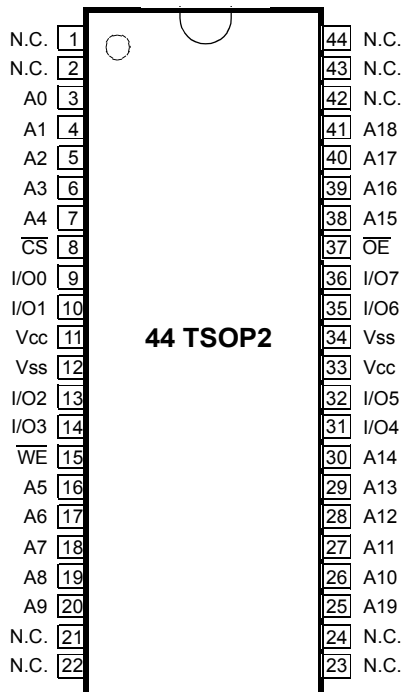 N.C. 1 44 N.C.
N.C. 2 43 N.C.
A0 3 42 N.C.
A1 4 41 A18
A2 5 40 A17
A3 6 39 A16
A4 7 38 A15
C̅S̅ 8 37 O̅E̅
I/O0 9 36 I/O7
I/O1 10 35 I/O6
Vcc 11 44 TSOP2 34 Vss
Vss 12 33 Vcc
I/O2 13 32 I/O5
I/O3 14 31 I/O4
W̅E̅ 15 30 A14
A5 16 29 A13
A6 17 28 A12
A7 18 27 A11
A8 19 26 A10
A9 20 25 A19
N.C. 21 24 N.C.
N.C. 22 23 N.C.